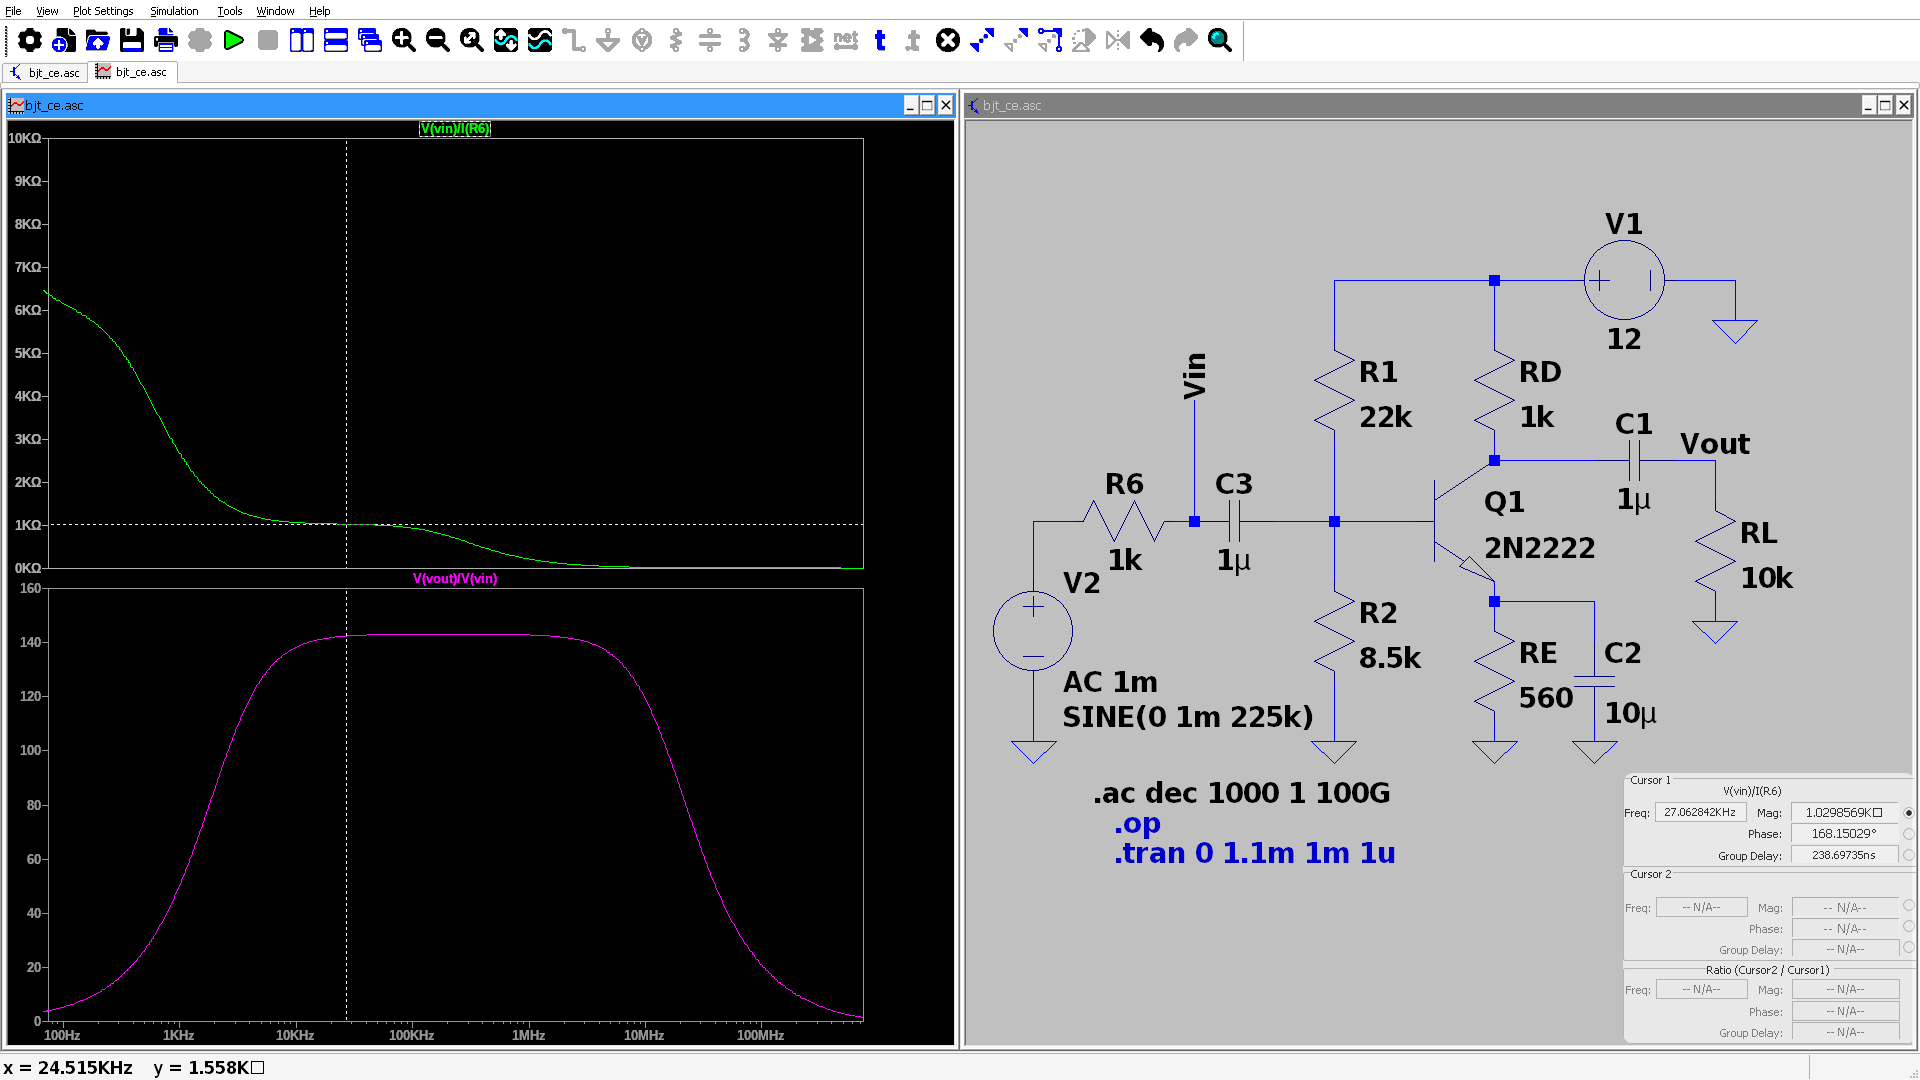 File View Plot Settings Simulation Tools Window Help
net t t
bjt_ce.asc bjt_ce.asc
bjt_ce.asc
V(vin)/I(R6)
10KΩ
9KΩ
8KΩ
7KΩ
6KΩ
5KΩ
4KΩ
3KΩ
2KΩ
1KΩ
0KΩ
V(vout)/V(vin)
160
140
120
100
80
60
40
20
0
100Hz 1KHz 10KHz 100KHz 1MHz 10MHz 100MHz
bjt_ce.asc
V1
12
R1
22k
RD
1k
Vin
C1
1µ
Vout
R6
1k
C3
1µ
Q1
2N2222
RL
10k
V2
AC 1m
SINE(0 1m 225k)
R2
8.5k
RE
560
C2
10µ
.ac dec 1000 1 100G
.op
.tran 0 1.1m 1m 1u
Cursor 1
V(vin)/I(R6)
Freq: 27.062842KHz Mag: 1.0298569K□
Phase: 168.15029°
Group Delay: 238.69735ns
Cursor 2
Freq: -- N/A-- Mag: -- N/A--
Phase: -- N/A--
Group Delay: -- N/A--
Ratio (Cursor2 / Cursor1)
Freq: -- N/A-- Mag: -- N/A--
Phase: -- N/A--
Group Delay: -- N/A--
x = 24.515KHz y = 1.558K□